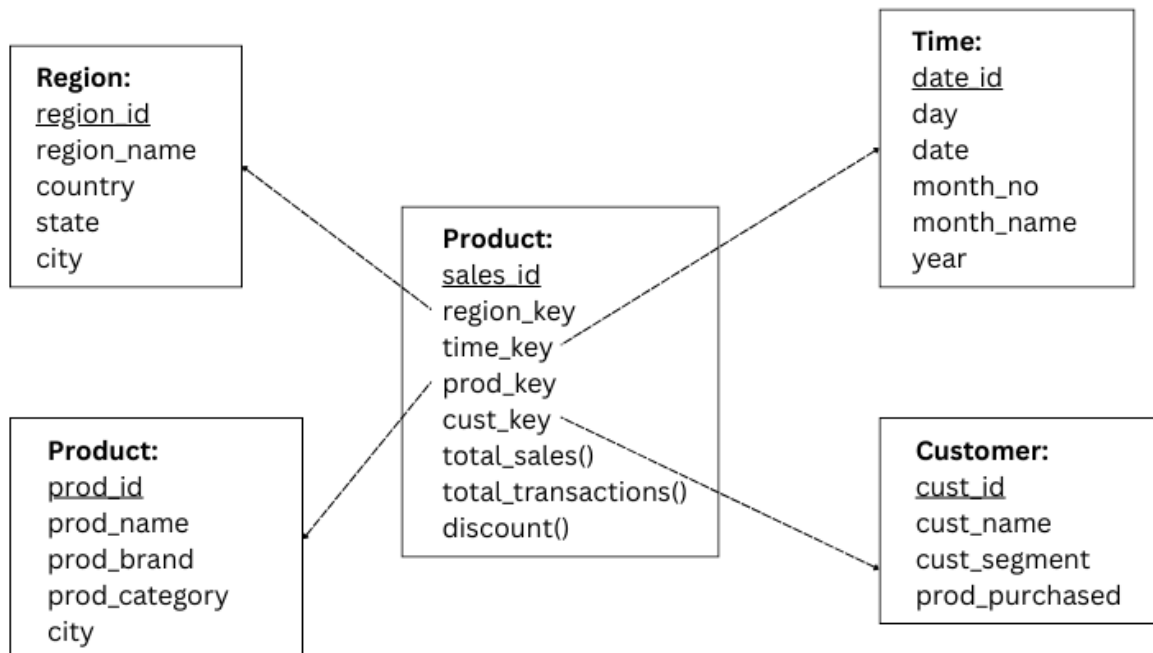 Region:
region_id
region_name
country
state
city
Time:
date_id
day
date
month_no
month_name
year
Product:
sales_id
region_key
time_key
prod_key
cust_key
total_sales()
total_transactions()
discount()
Product:
prod_id
prod_name
prod_brand
prod_category
city
Customer:
cust_id
cust_name
cust_segment
prod_purchased